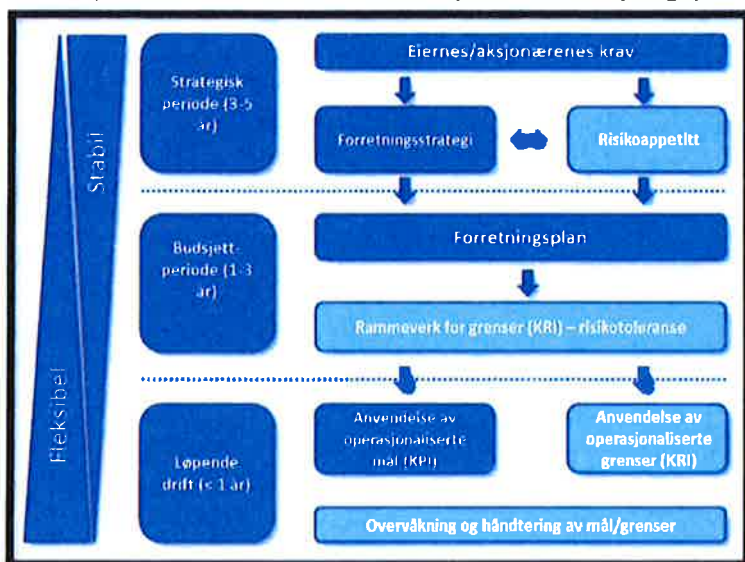 Stabil
Fleksibel
Strategisk
periode (3-5
år)
Eiernes/aksjonærenes krav
Forretningsstrategi
Risikoappetitt
Budsjett-
periode (1-3
år)
Forretningsplan
Rammeverk for grenser (KRI) – risikotoleranse
Løpende
drift (< 1 år)
Anvendelse av
operasjonaliserte
mål (KPI)
Anvendelse av
operasjonaliserte
grenser (KRI)
Overvåkning og håndtering av mål/grenser